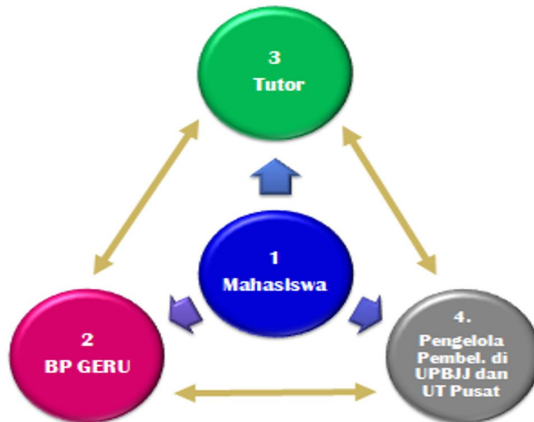 3
Tutor
1
Mahasiswa
2
BP GERU
4.
Pengelola
Pembel. di
UPBJJ dan
UT Pusat